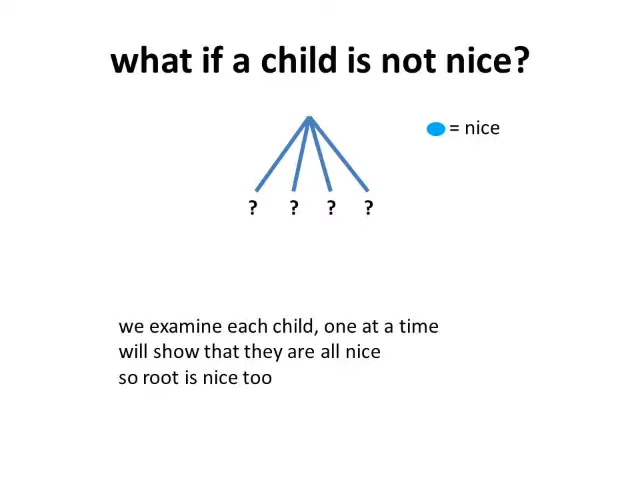 what if a child is not nice?
= nice
? ? ? ?
we examine each child, one at a time
will show that they are all nice
so root is nice too